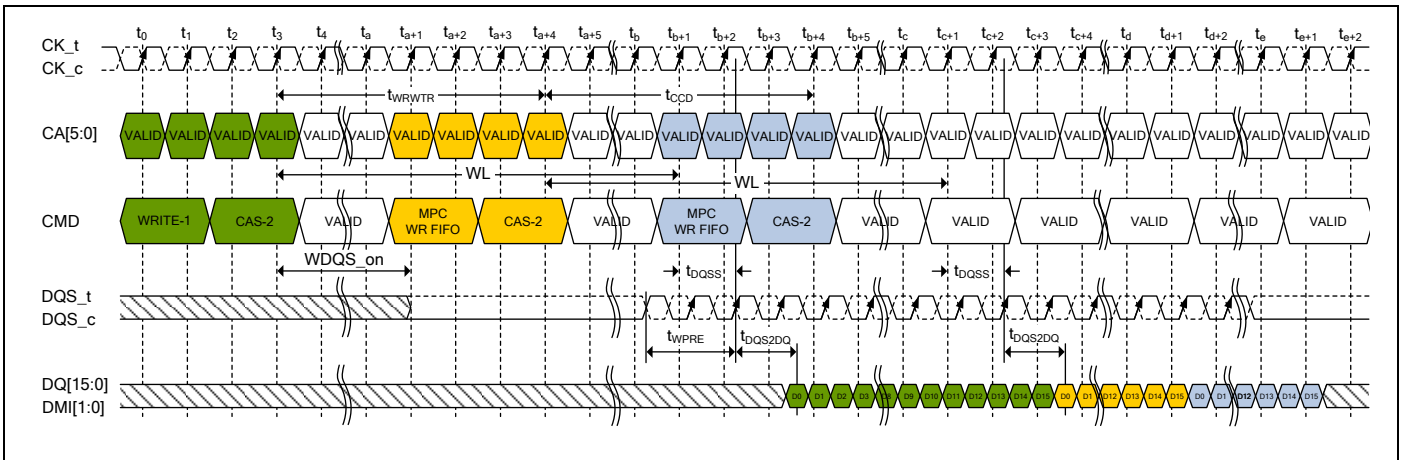 t0 t1 t2 t3 t4 ta ta+1 ta+2 ta+3 ta+4 ta+5 tb tb+1 tb+2 tb+3 tb+4 tb+5 tc tc+1 tc+2 tc+3 tc+4 td td+1 td+2 te te+1 te+2
CK_t
CK_c
tWRWTR tCCD
CA[5:0] VALID VALID VALID VALID VALID VALID VALID VALID VALID VALID VALID VALID VALID VALID VALID VALID VALID VALID VALID VALID VALID VALID VALID VALID VALID VALID VALID VALID
WL WL
CMD WRITE-1 CAS-2 VALID MPC WR FIFO CAS-2 VALID MPC WR FIFO CAS-2 VALID VALID VALID VALID VALID VALID
WDQS_on tDQSS tDQSS
DQS_t
DQS_c
tWPRE tDQS2DQ tDQS2DQ
DQ[15:0]
DMI[1:0]
D0 D1 D2 D3 D8 D9 D10 D11 D12 D13 D14 D15 D0 D1 D12 D13 D14 D15 D0 D1 D12 D13 D14 D15